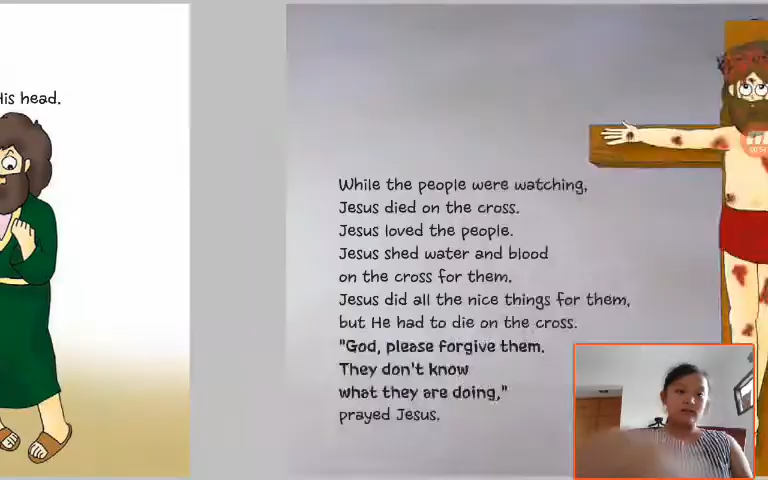 His head.
While the people were watching,
Jesus died on the cross.
Jesus loved the people.
Jesus shed water and blood
on the cross for them.
Jesus did all the nice things for them,
but He had to die on the cross.
"God, please forgive them.
They don't know
what they are doing,"
prayed Jesus.